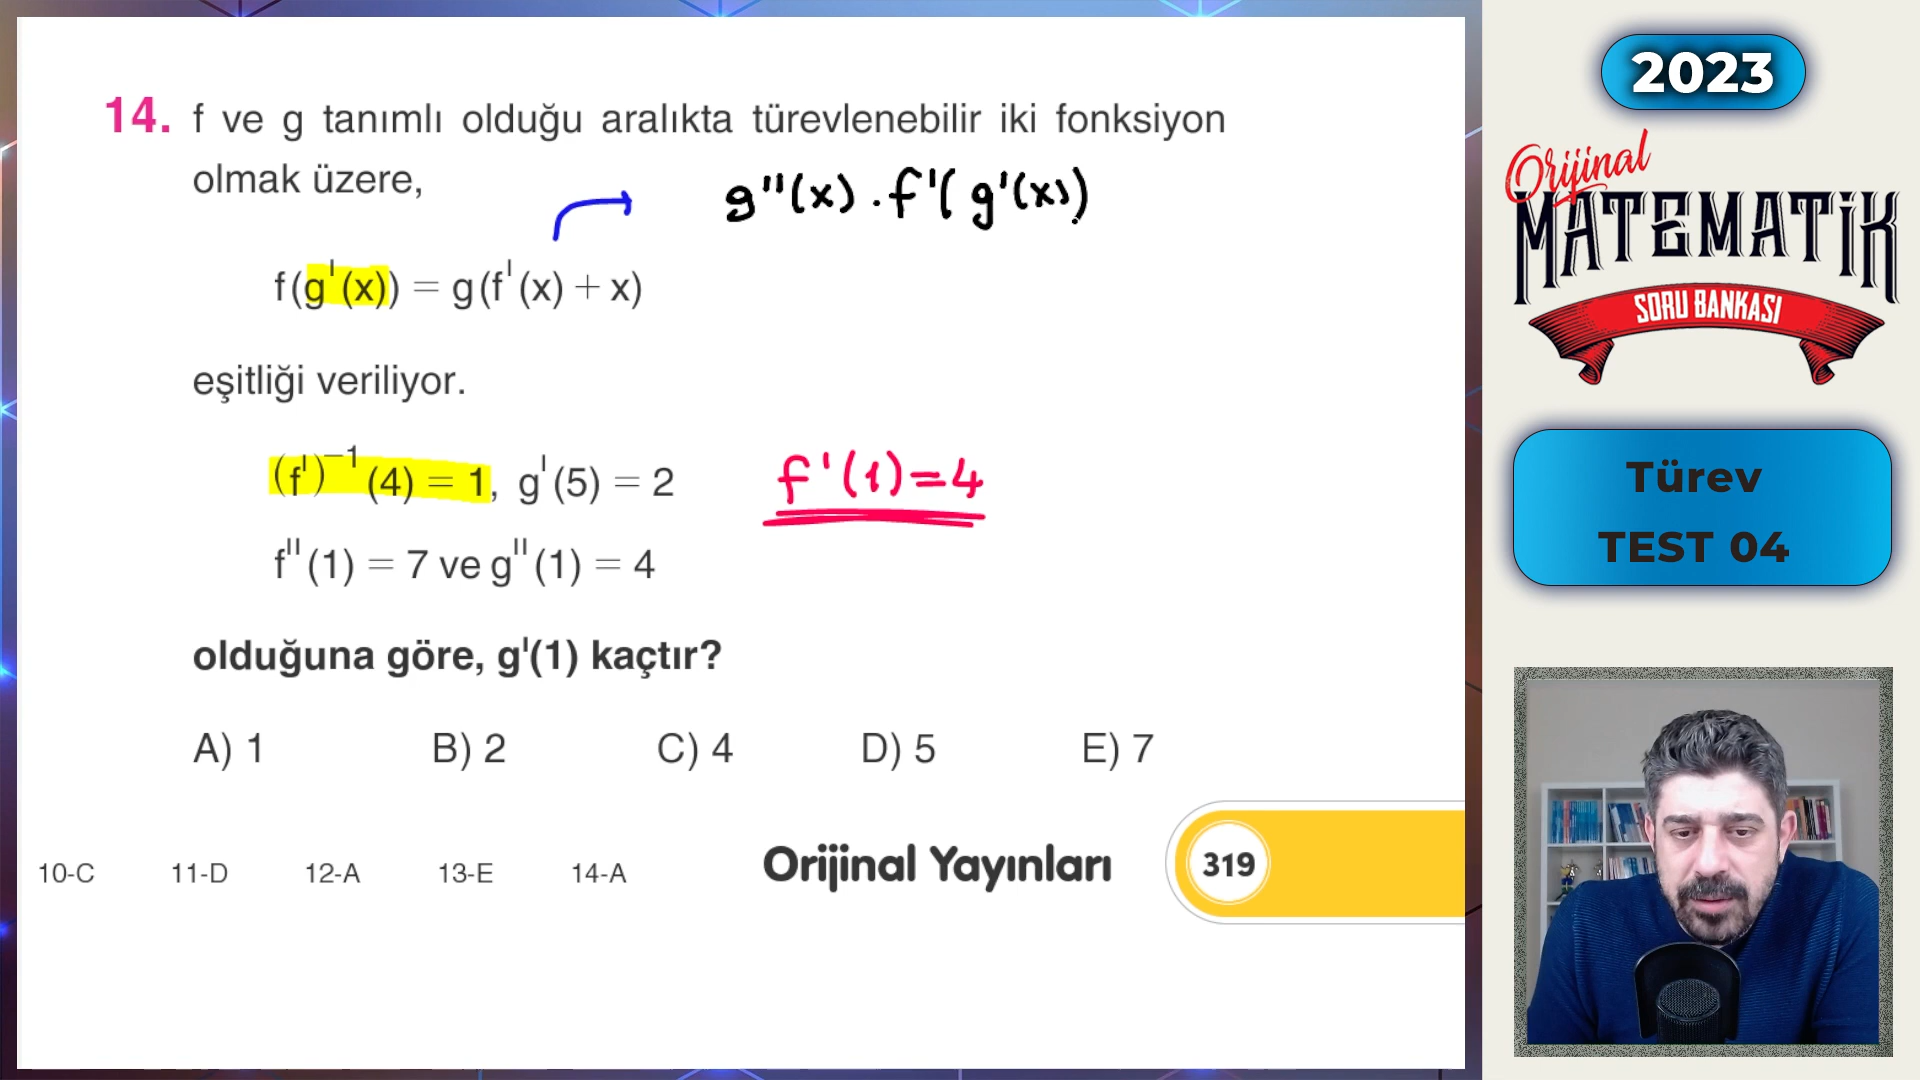 14. f ve g tanımlı olduğu aralıkta türevlenebilir iki fonksiyon
olmak üzere,
g''(x) . f'( g'(x))
f(g'(x)) = g(f'(x) + x)
eşitliği veriliyor.
(f')⁻¹(4) = 1, g'(5) = 2
f'(1)=4
f''(1) = 7 ve g''(1) = 4
olduğuna göre, g'(1) kaçtır?
A) 1 B) 2 C) 4 D) 5 E) 7
10-C 11-D 12-A 13-E 14-A
Orijinal Yayınları
319
2023
Orijinal
MATEMATİK
SORU BANKASI
Türev
TEST 04